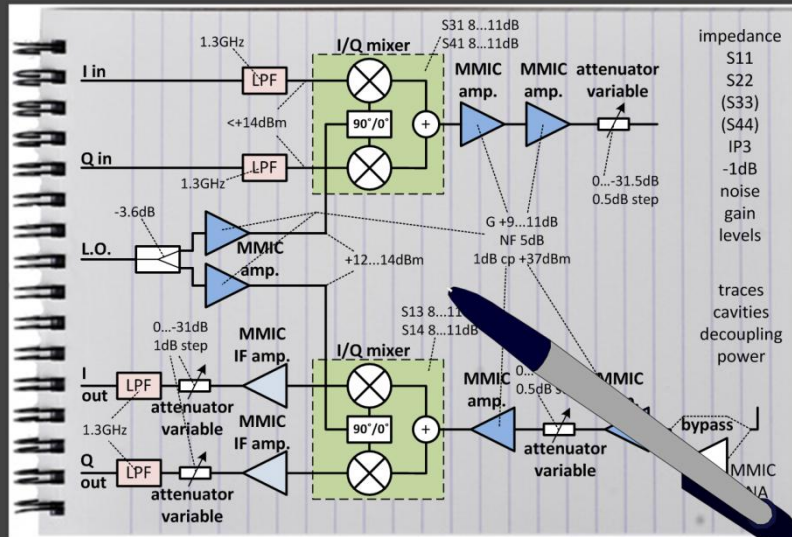 I/Q mixer
S31 8...11dB
S41 8...11dB
1.3GHz
I in
LPF
MMIC
amp.
MMIC
amp.
attenuator
variable
<+14dBm
90°/0°
+
Q in
LPF
1.3GHz
0...-31.5dB
0.5dB step
-3.6dB
L.O.
MMIC
amp.
+12...14dBm
G +9...11dB
NF 5dB
1dB cp +37dBm
impedance
S11
S22
(S33)
(S44)
IP3
-1dB
noise
gain
levels
traces
cavities
decoupling
power
S13 8...11
S14 8...11dB
I/Q mixer
0...-31dB
1dB step
MMIC
IF amp.
I
out
LPF
attenuator
variable
1.3GHz
MMIC
IF amp.
90°/0°
+
Q
out
LPF
attenuator
variable
MMIC
amp.
0.5dB
attenuator
variable
bypass
MMIC